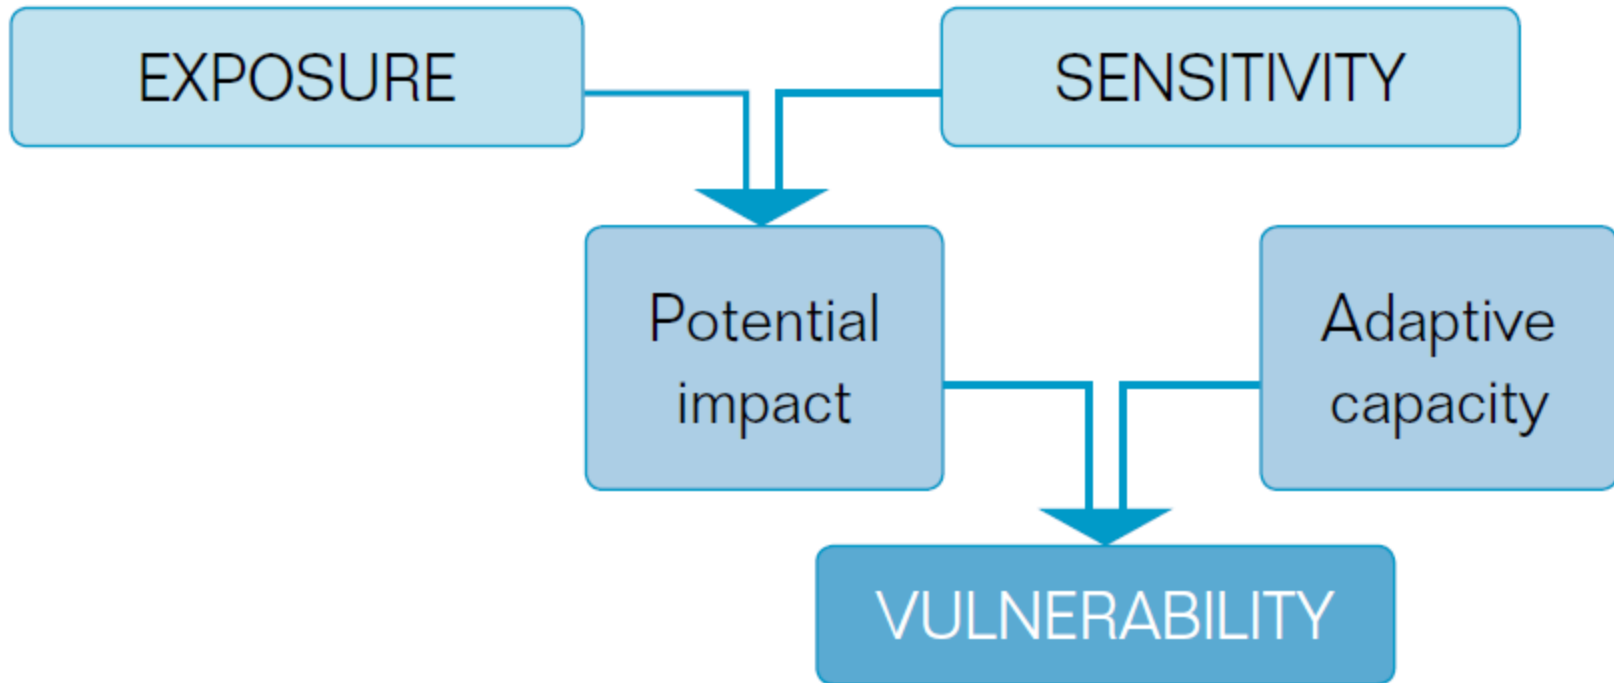 EXPOSURE
SENSITIVITY
Potential
impact
Adaptive
capacity
VULNERABILITY